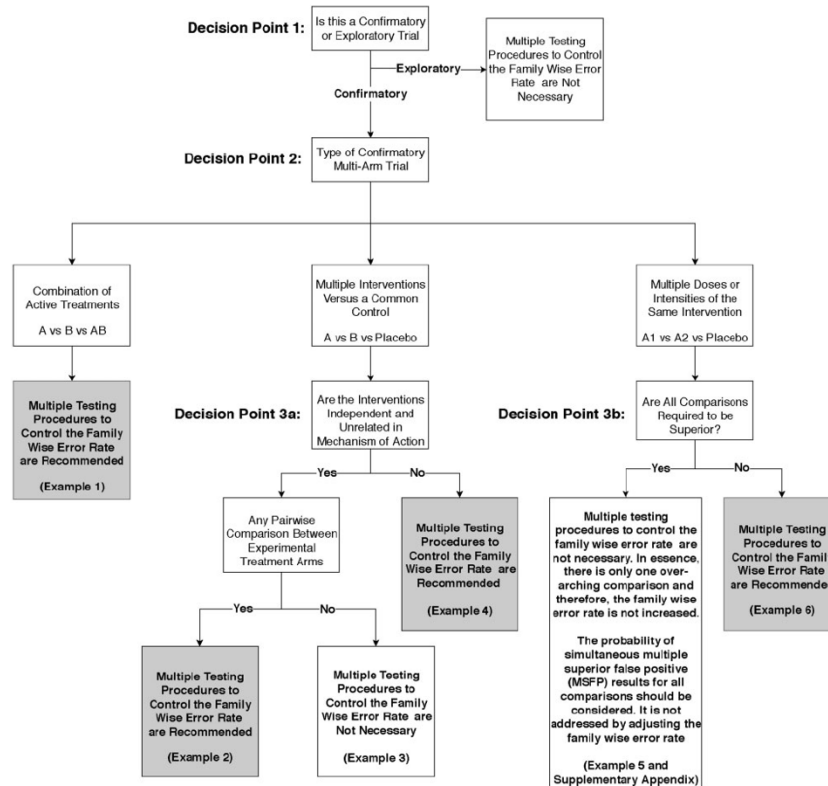 Decision Point 1:
Is this a Confirmatory
or Exploratory Trial
Exploratory
Multiple Testing
Procedures to Control
the Family Wise Error
Rate are Not
Necessary
Confirmatory
Decision Point 2:
Type of Confirmatory
Multi-Arm Trial
Combination of
Active Treatments
A vs B vs AB
Multiple Interventions
Versus a Common
Control
A vs B vs Placebo
Multiple Doses or
Intensities of the
Same Intervention
A1 vs A2 vs Placebo
Multiple Testing
Procedures to
Control the Family
Wise Error Rate
are Recommended
(Example 1)
Decision Point 3a:
Are the Interventions
Independent and
Unrelated in
Mechanism of Action
Decision Point 3b:
Are All Comparisons
Required to be
Superior?
Yes
No
Yes
No
Any Pairwise
Comparison Between
Experimental
Treatment Arms
Multiple Testing
Procedures to
Control the Family
Wise Error Rate are
Recommended
(Example 4)
Multiple testing
procedures to control the
family wise error rate are
not necessary. In essence,
there is only one over-
arching comparison and
therefore, the family wise
error rate is not increased.
The probability of
simultaneous multiple
superior false positive
(MSFP) results for all
comparisons should be
considered. It is not
addressed by adjusting the
family wise error rate
(Example 5 and
Supplementary Appendix)
Multiple Testing
Procedures to
Control the Family
Wise Error Rate are
Recommended
(Example 6)
Yes
No
Multiple Testing
Procedures to
Control the Family
Wise Error Rate
are Recommended
(Example 2)
Multiple Testing
Procedures to
Control the Family
Wise Error Rate are
Not Necessary
(Example 3)